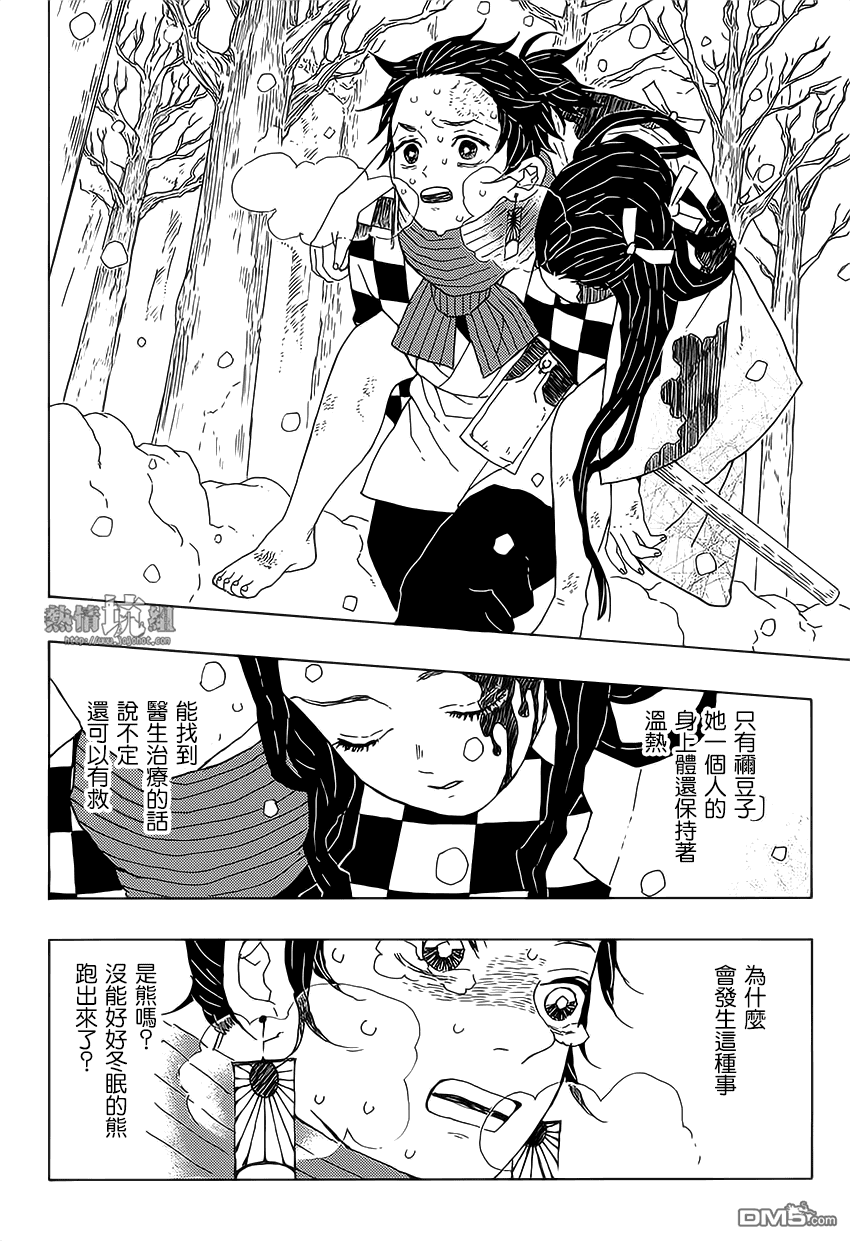 熱情坑組
只有禰豆子
她一個人的
身上體還保持著
溫熱
能找到
醫生治療的話
說不定
還可以有救
為什麼
會發生這種事
是熊嗎?
沒能好好冬眠的熊
跑出來了?
DM5.com